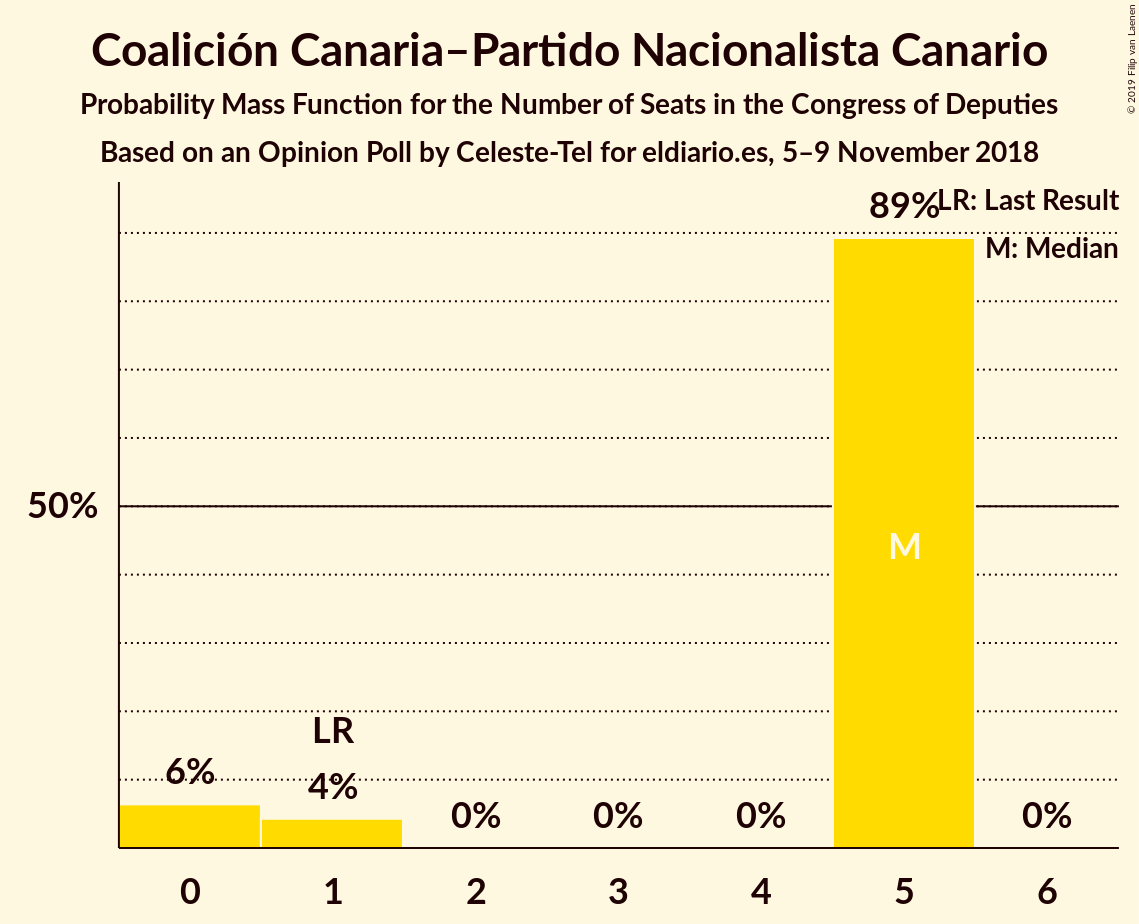 Coalición Canaria–Partido Nacionalista Canario
Probability Mass Function for the Number of Seats in the Congress of Deputies
Based on an Opinion Poll by Celeste-Tel for eldiario.es, 5–9 November 2018
© 2019 Filip van Laenen
89%
LR: Last Result
M: Median
50%
M
LR
6%
4%
0%
0%
0%
0%
0 1 2 3 4 5 6